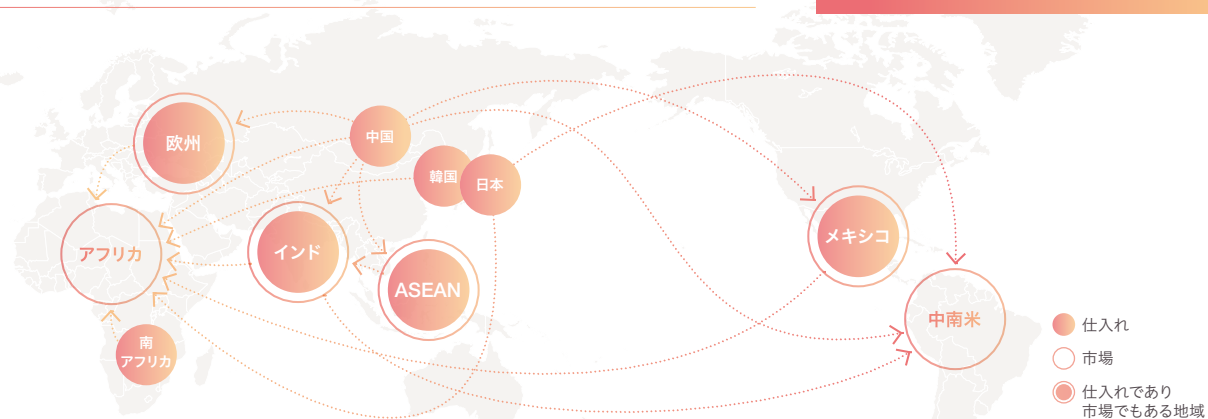 欧州
中国
韓国
日本
アフリカ
インド
ASEAN
メキシコ
中南米
南
アフリカ
仕入れ
市場
仕入れであり
市場でもある地域